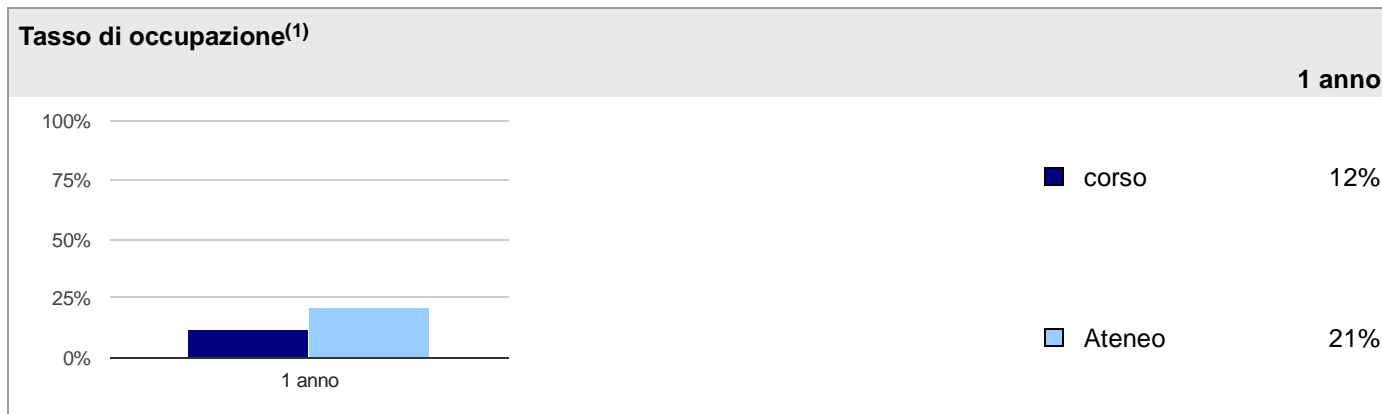 Tasso di occupazione(1)
1 anno
100%
75%
50%
25%
0%
1 anno
corso 12%
Ateneo 21%